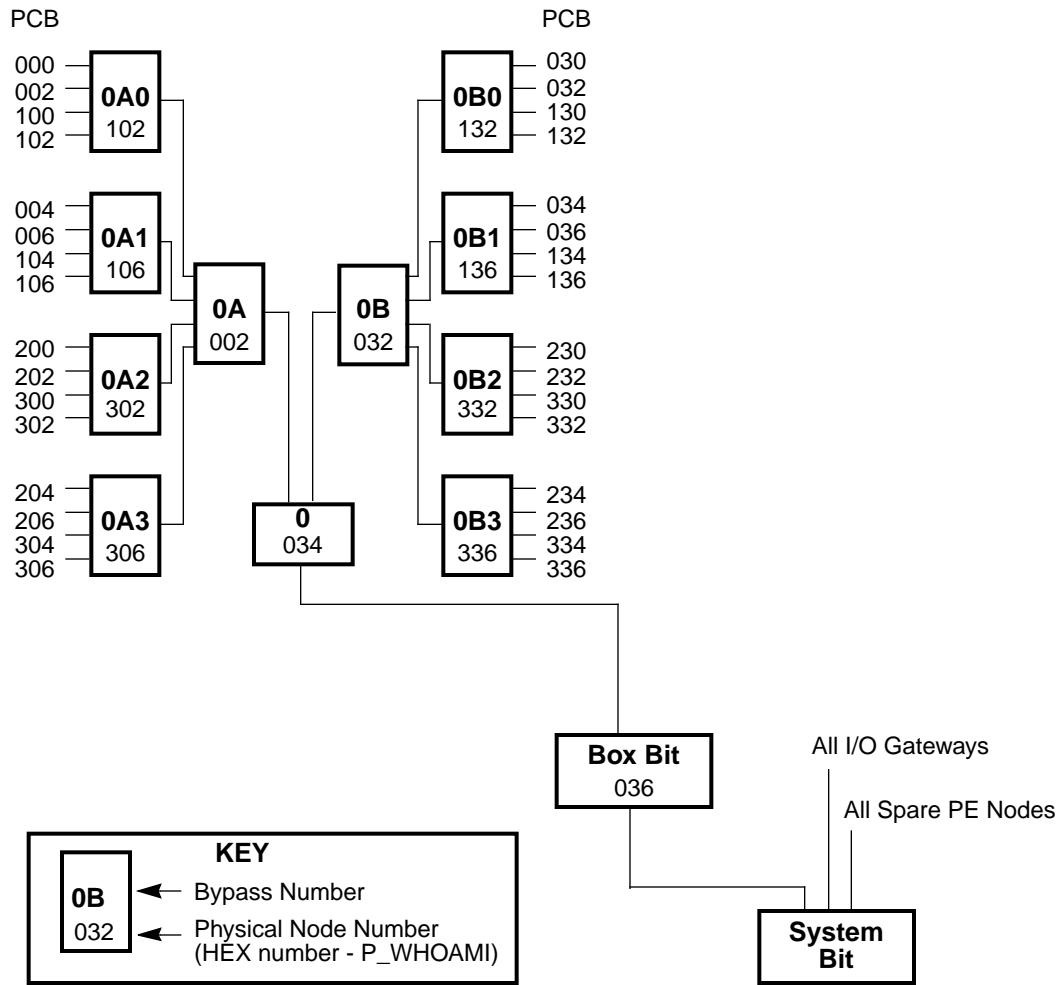 PCB
000
002
100
102
0A0
102
004
006
104
106
0A1
106
200
202
300
302
0A2
302
204
206
304
306
0A3
306
0A
002
0
034
0B
032
PCB
0B0
132
030
032
130
132
0B1
136
034
036
134
136
0B2
332
230
232
330
332
0B3
336
234
236
334
336
Box Bit
036
All I/O Gateways
All Spare PE Nodes
System
Bit
KEY
0B
032
Bypass Number
Physical Node Number
(HEX number - P_WHOAMI)